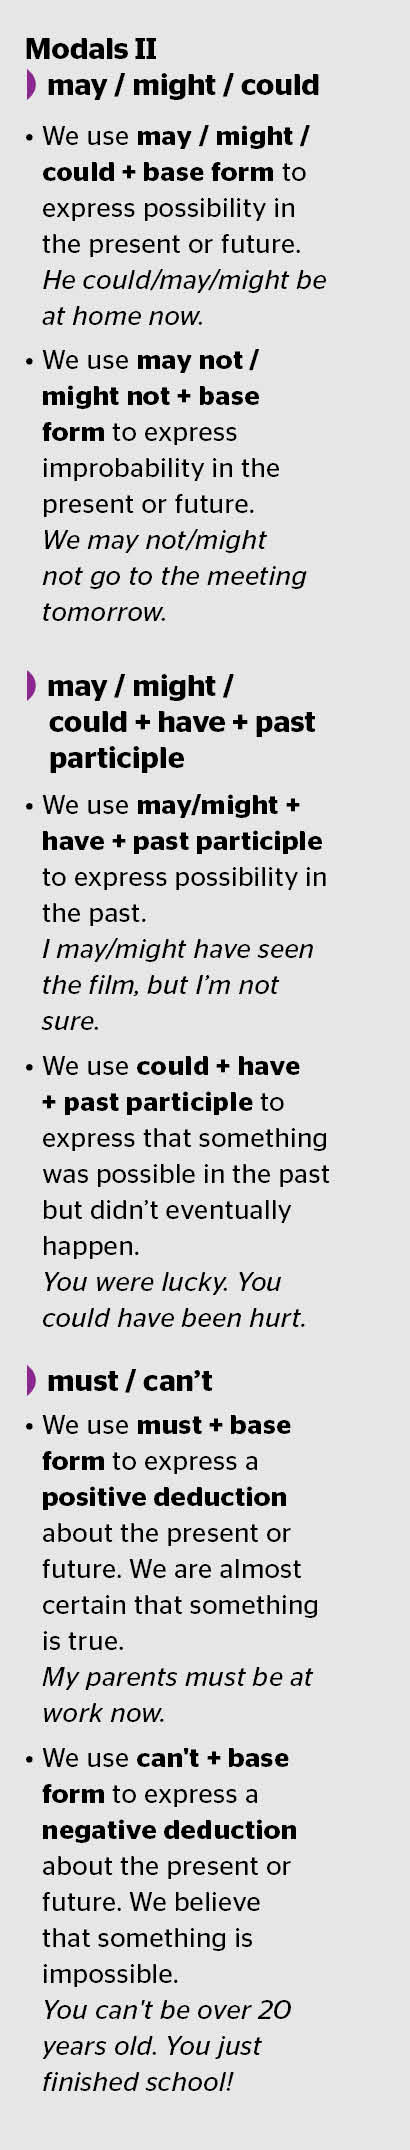 Modals II
may / might / could
• We use may / might /
could + base form to
express possibility in
the present or future.
He could/may/might be
at home now.
• We use may not /
might not + base
form to express
improbability in the
present or future.
We may not/might
not go to the meeting
tomorrow.
may / might /
could + have + past
participle
• We use may/might +
have + past participle
to express possibility in
the past.
I may/might have seen
the film, but I’m not
sure.
• We use could + have
+ past participle to
express that something
was possible in the past
but didn’t eventually
happen.
You were lucky. You
could have been hurt.
must / can’t
• We use must + base
form to express a
positive deduction
about the present or
future. We are almost
certain that something
is true.
My parents must be at
work now.
• We use can't + base
form to express a
negative deduction
about the present or
future. We believe
that something is
impossible.
You can't be over 20
years old. You just
finished school!